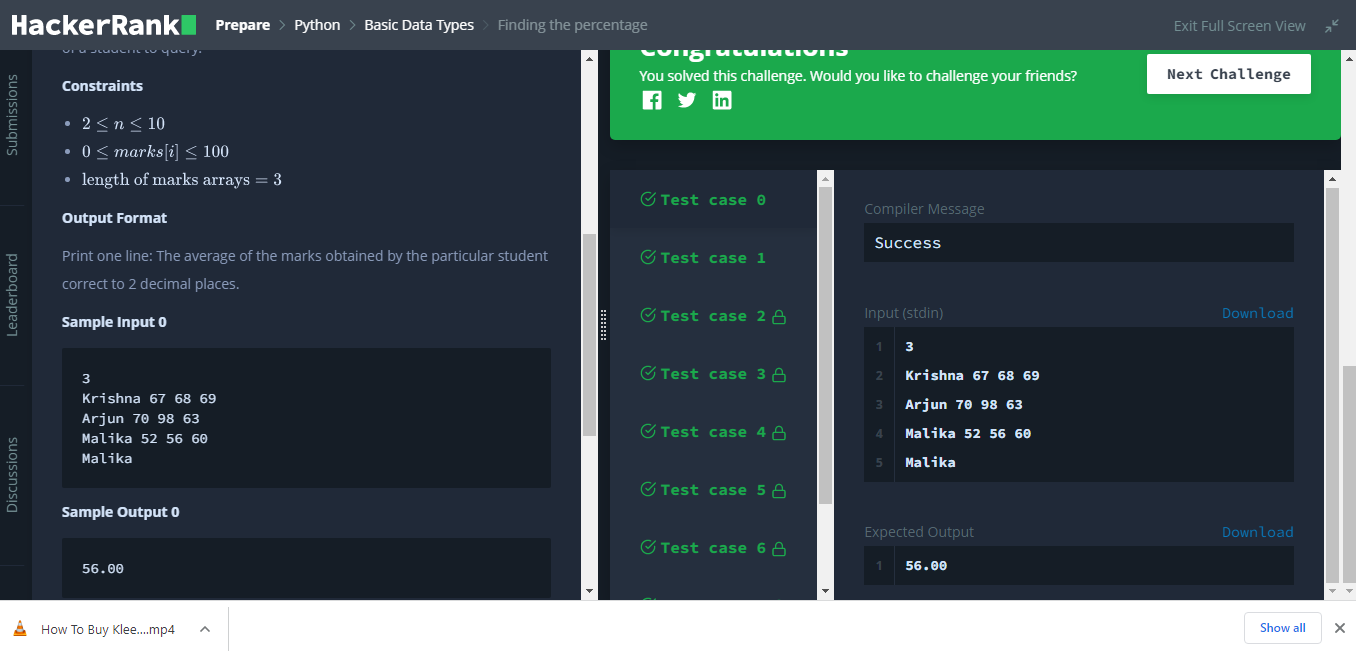 HackerRank Prepare > Python > Basic Data Types > Finding the percentage Exit Full Screen View
Submissions
Leaderboard
Discussions
of a student to query.
Constraints
• 2 ≤ n ≤ 10
• 0 ≤ marks[i] ≤ 100
• length of marks arrays = 3
Output Format
Print one line: The average of the marks obtained by the particular student
correct to 2 decimal places.
Sample Input 0
3
Krishna 67 68 69
Arjun 70 98 63
Malika 52 56 60
Malika
Sample Output 0
56.00
Congratulations
You solved this challenge. Would you like to challenge your friends?
Next Challenge
Test case 0
Test case 1
Test case 2
Test case 3
Test case 4
Test case 5
Test case 6
Compiler Message
Success
Input (stdin) Download
1 3
2 Krishna 67 68 69
3 Arjun 70 98 63
4 Malika 52 56 60
5 Malika
Expected Output Download
1 56.00
How To Buy Klee....mp4
Show all